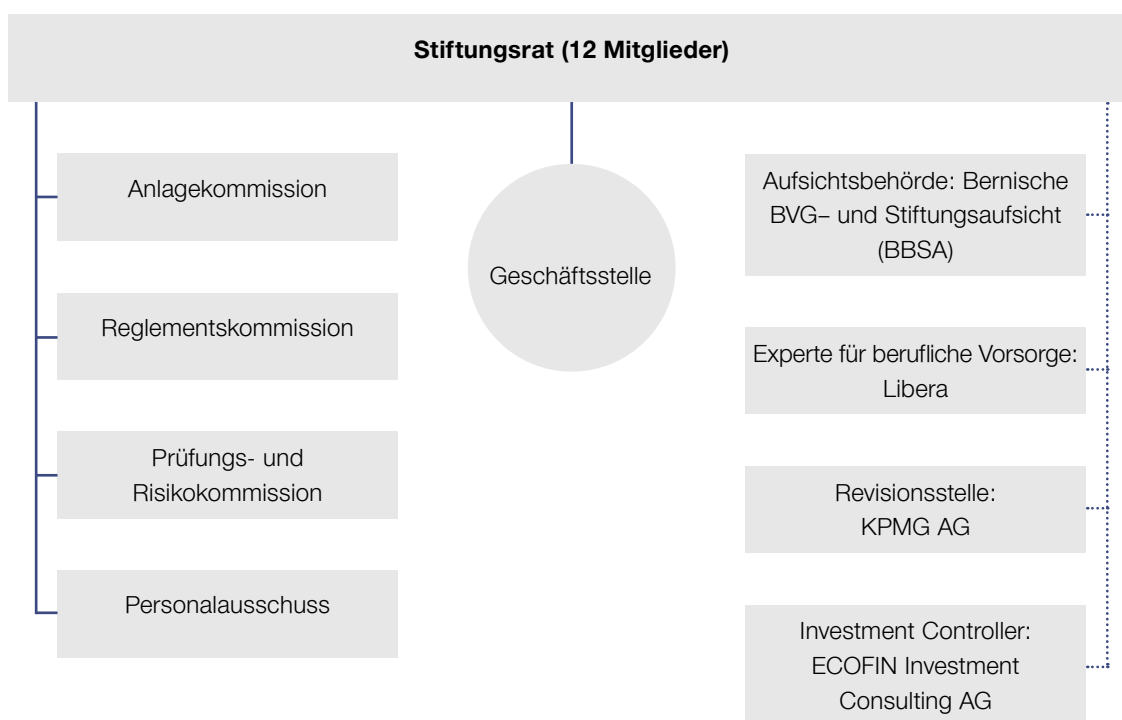 Stiftungsrat (12 Mitglieder)
Anlagekommission
Reglementskommission
Prüfungs- und
Risikokommission
Personalausschuss
Geschäftsstelle
Aufsichtsbehörde: Bernische
BVG– und Stiftungsaufsicht
(BBSA)
Experte für berufliche Vorsorge:
Libera
Revisionsstelle:
KPMG AG
Investment Controller:
ECOFIN Investment
Consulting AG